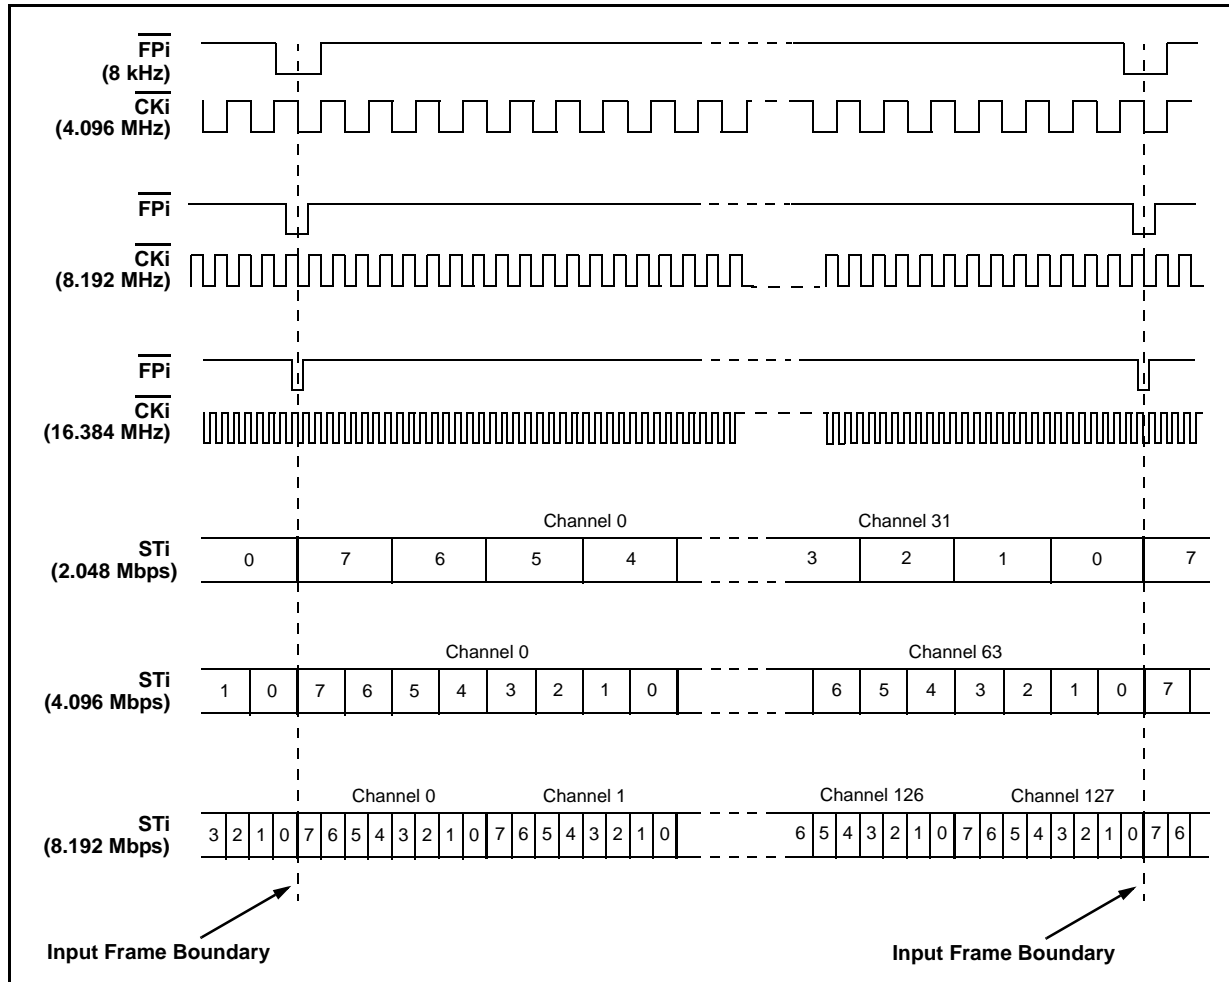 FPi
(8 kHz)
CKi
(4.096 MHz)
FPi
CKi
(8.192 MHz)
FPi
CKi
(16.384 MHz)
Channel 0 Channel 31
STi
(2.048 Mbps)
0 7 6 5 4 3 2 1 0 7
Channel 0 Channel 63
STi
(4.096 Mbps)
1 0 7 6 5 4 3 2 1 0 6 5 4 3 2 1 0 7
Channel 0 Channel 1 Channel 126 Channel 127
STi
(8.192 Mbps)
3 2 1 0 7 6 5 4 3 2 1 0 7 6 5 4 3 2 1 0 6 5 4 3 2 1 0 7 6 5 4 3 2 1 0 7 6
Input Frame Boundary Input Frame Boundary